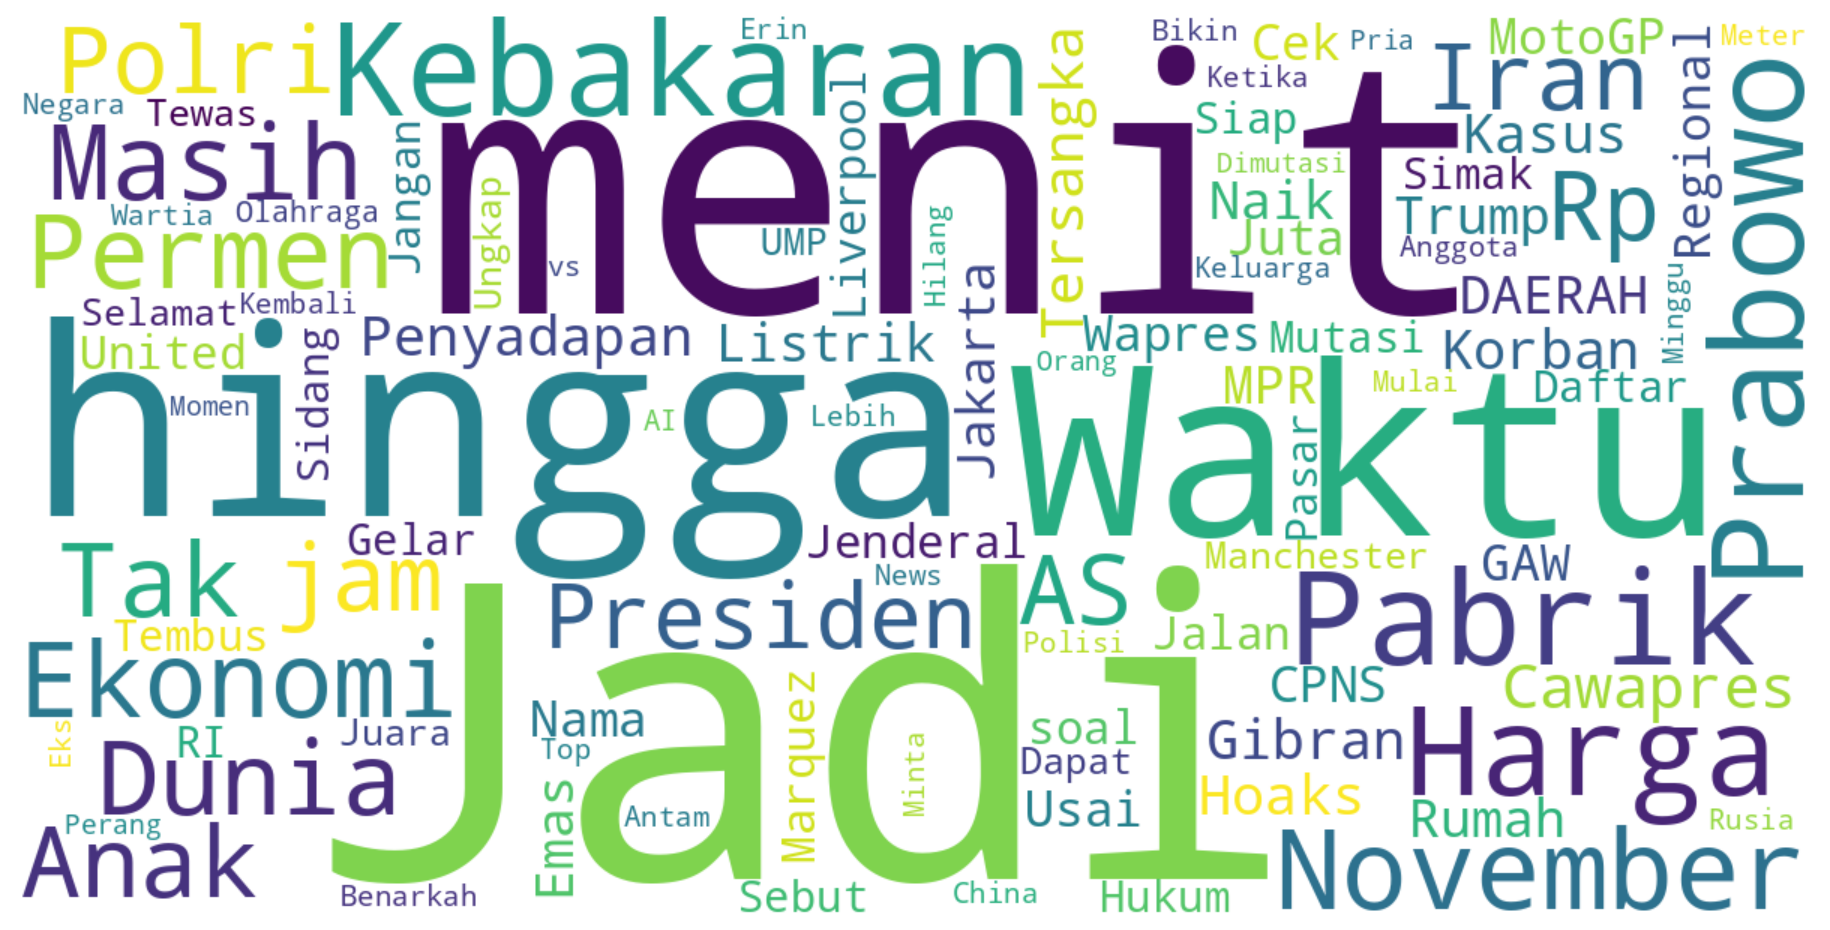 Polri
Kebakaran
Erin
Bikin
Cek
Pria
MotoGP
Meter
Negara
Tewas
Liverpool
Tersangka
Ketika
Iran
Regional
Prabowo
Masih
Jangan
menit
Siap
Kasus
Wartia
Olahraga
Ungkap
Dimutasi
Simak
Permen
vs
UMP
Hilang
Naik
Trump
Rp
Juta
Anggota
Keluarga
Selamat
Kembali
Jakarta
DAERAH
Minggu
United
Sidang
Penyadapan
Listrik
Wapres
Mutasi
Korban
Orang
hingga
Momen
AI
Lebih
Waktu
MPR
Mulai
Daftar
Pasar
Tak
jam
Gelar
Jenderal
Manchester
GAW
News
Presiden
AS
Pabrik
Tembus
Polisi
Jalan
Ekonomi
Jadi
CPNS
Cawapres
Eks
RI
Juara
Nama
Top
Marquez
Minta
soal
Gibran
Harga
Dunia
Dapat
Emas
Antam
Usai
Hoaks
Rumah
Rusia
Perang
Anak
Benarkah
Sebut
China
Hukum
November